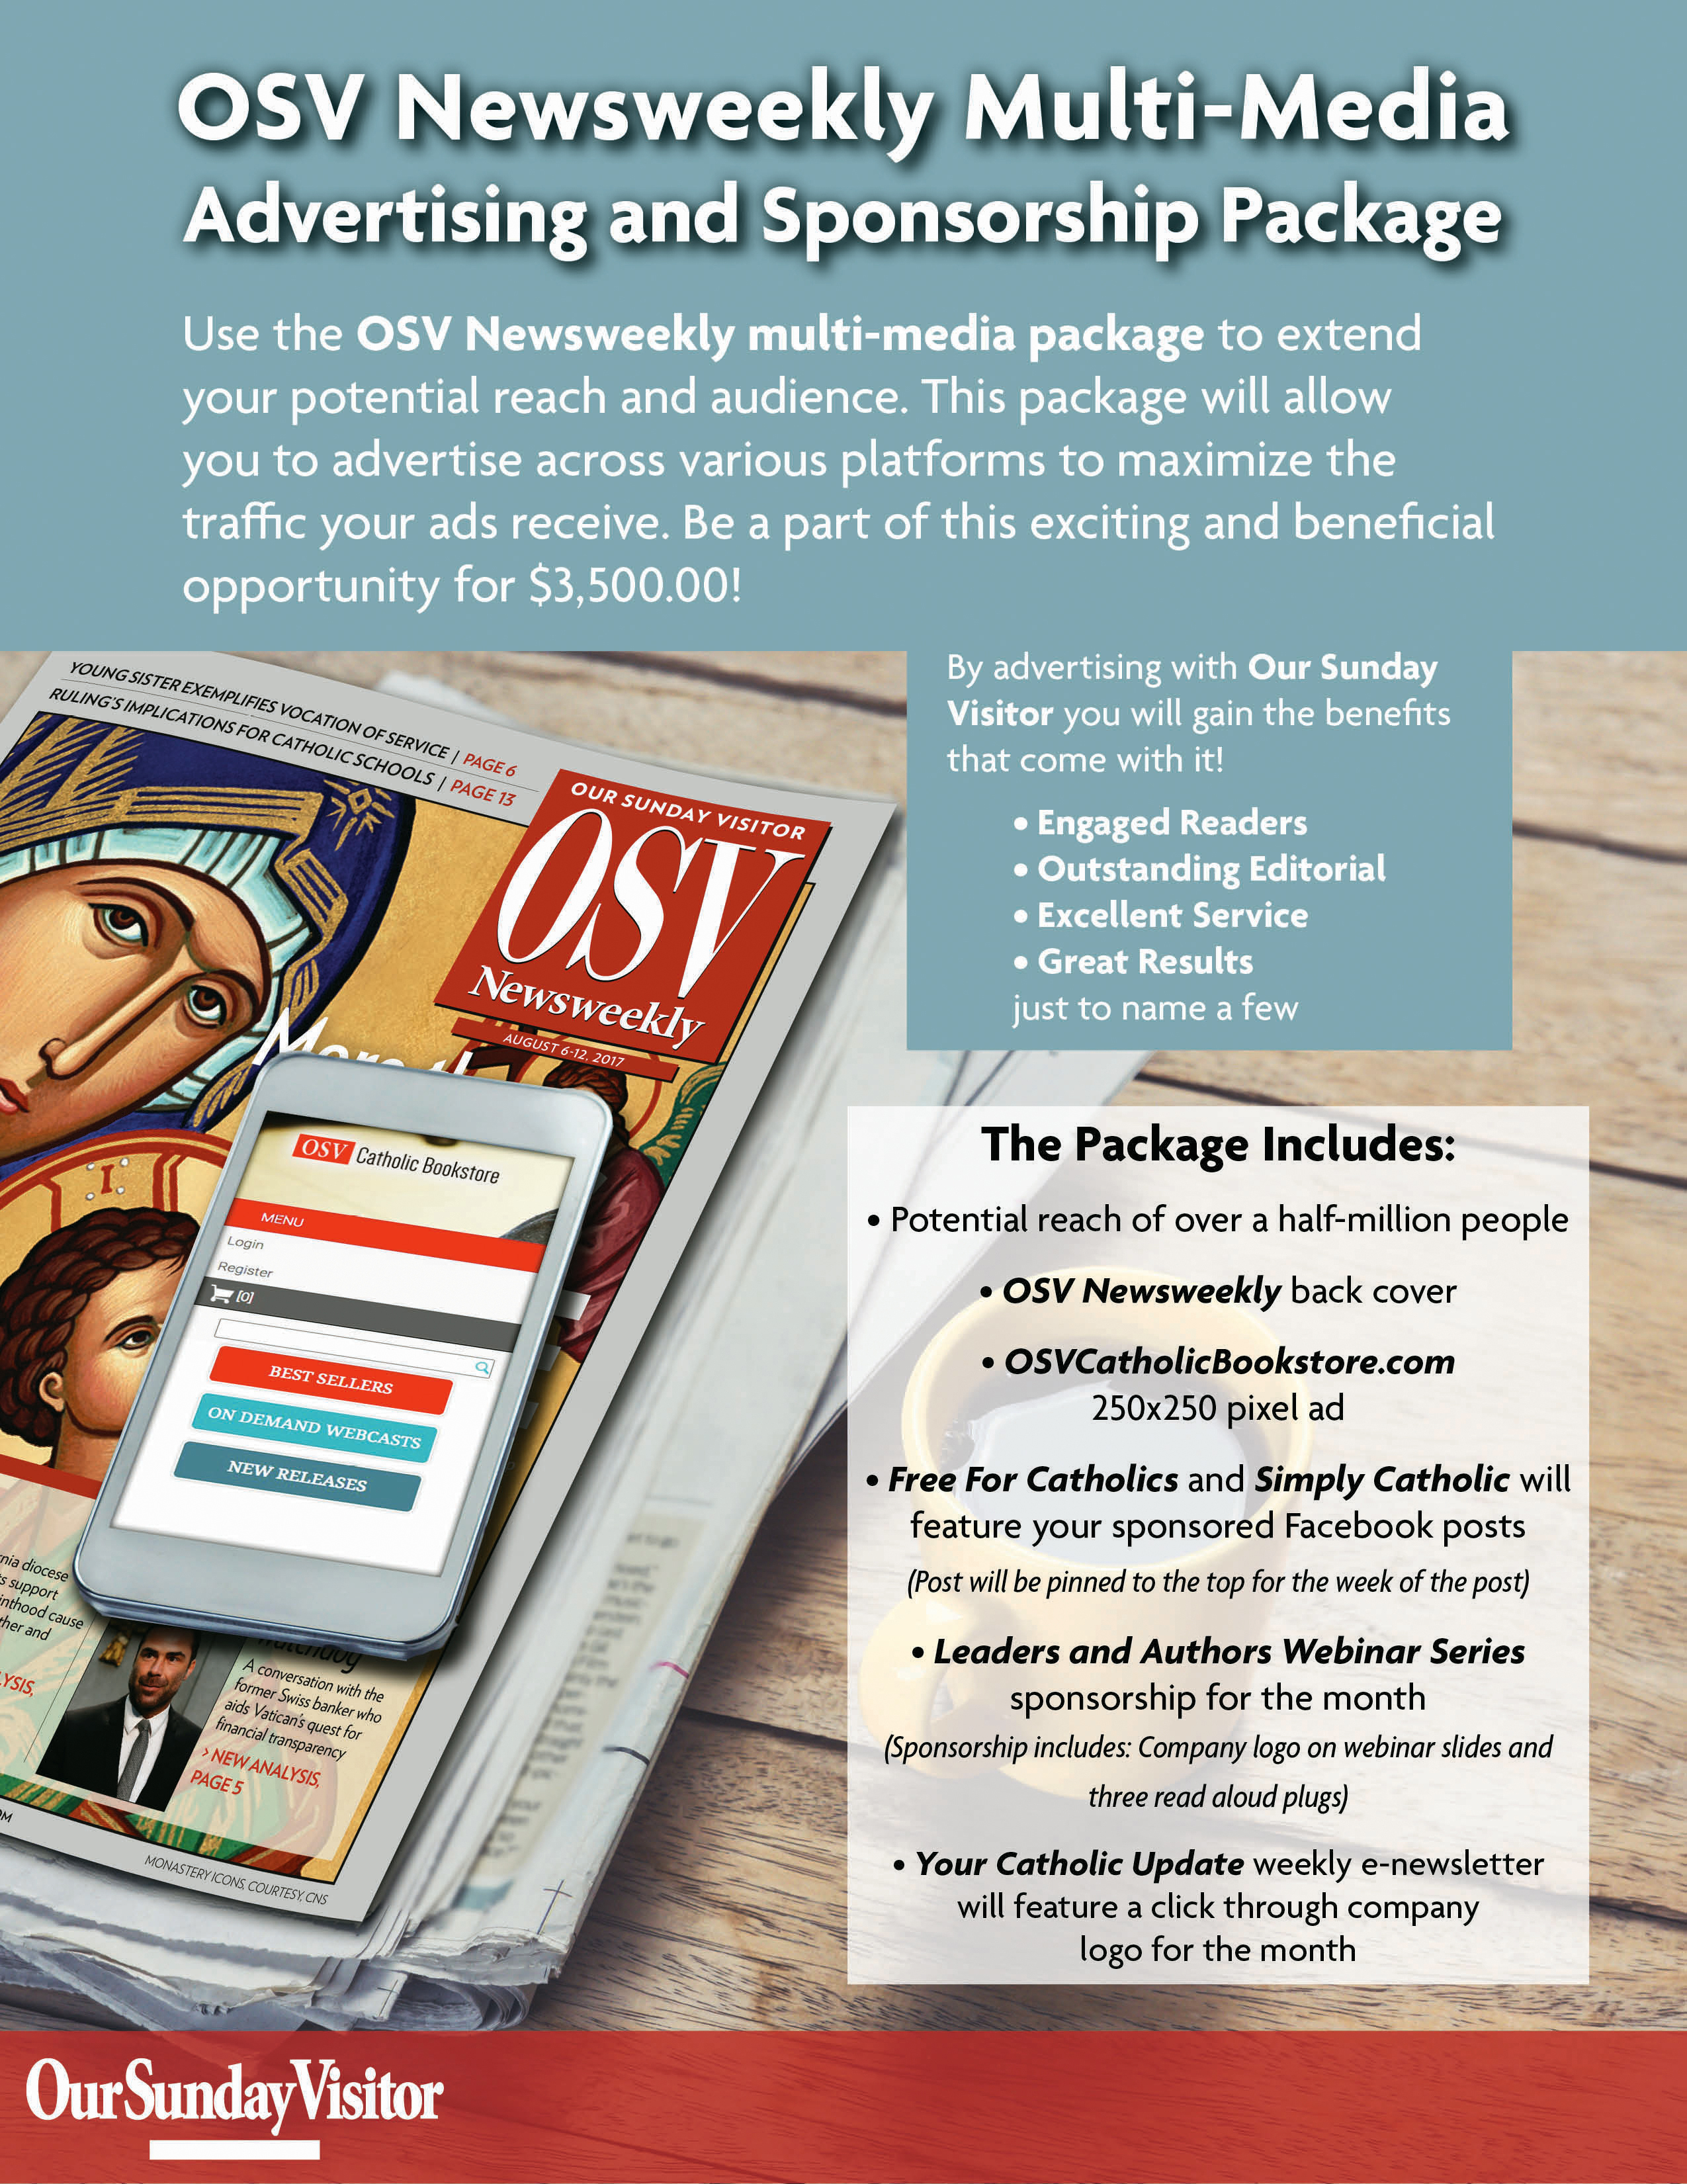 OSV Newsweekly Multi-Media
Advertising and Sponsorship Package
Use the OSV Newsweekly multi-media package to extend
your potential reach and audience. This package will allow
you to advertise across various platforms to maximize the
traffic your ads receive. Be a part of this exciting and beneficial
opportunity for $3,500.00!
YOUNG SISTER EXEMPLIFIES VOCATION OF SERVICE | PAGE 6
RULING'S IMPLICATIONS FOR CATHOLIC SCHOOLS | PAGE 13
OUR SUNDAY VISITOR
OSV
Newsweekly
AUGUST 6-12, 2017
OSV Catholic Bookstore
MENU
Login
Register
[0]
BEST SELLERS
ON DEMAND WEBCASTS
NEW RELEASES
diocese
support
cause
and
A conversation with the
former Swiss banker who
aids Vatican's quest for
financial transparency
> NEW ANALYSIS,
PAGE 5
MONASTERY ICONS, COURTESY, CNS
By advertising with Our Sunday
Visitor you will gain the benefits
that come with it!
• Engaged Readers
• Outstanding Editorial
• Excellent Service
• Great Results
just to name a few
The Package Includes:
• Potential reach of over a half-million people
• OSV Newsweekly back cover
• OSVCatholicBookstore.com
250x250 pixel ad
• Free For Catholics and Simply Catholic will
feature your sponsored Facebook posts
(Post will be pinned to the top for the week of the post)
• Leaders and Authors Webinar Series
sponsorship for the month
(Sponsorship includes: Company logo on webinar slides and
three read aloud plugs)
• Your Catholic Update weekly e-newsletter
will feature a click through company
logo for the month
OurSundayVisitor